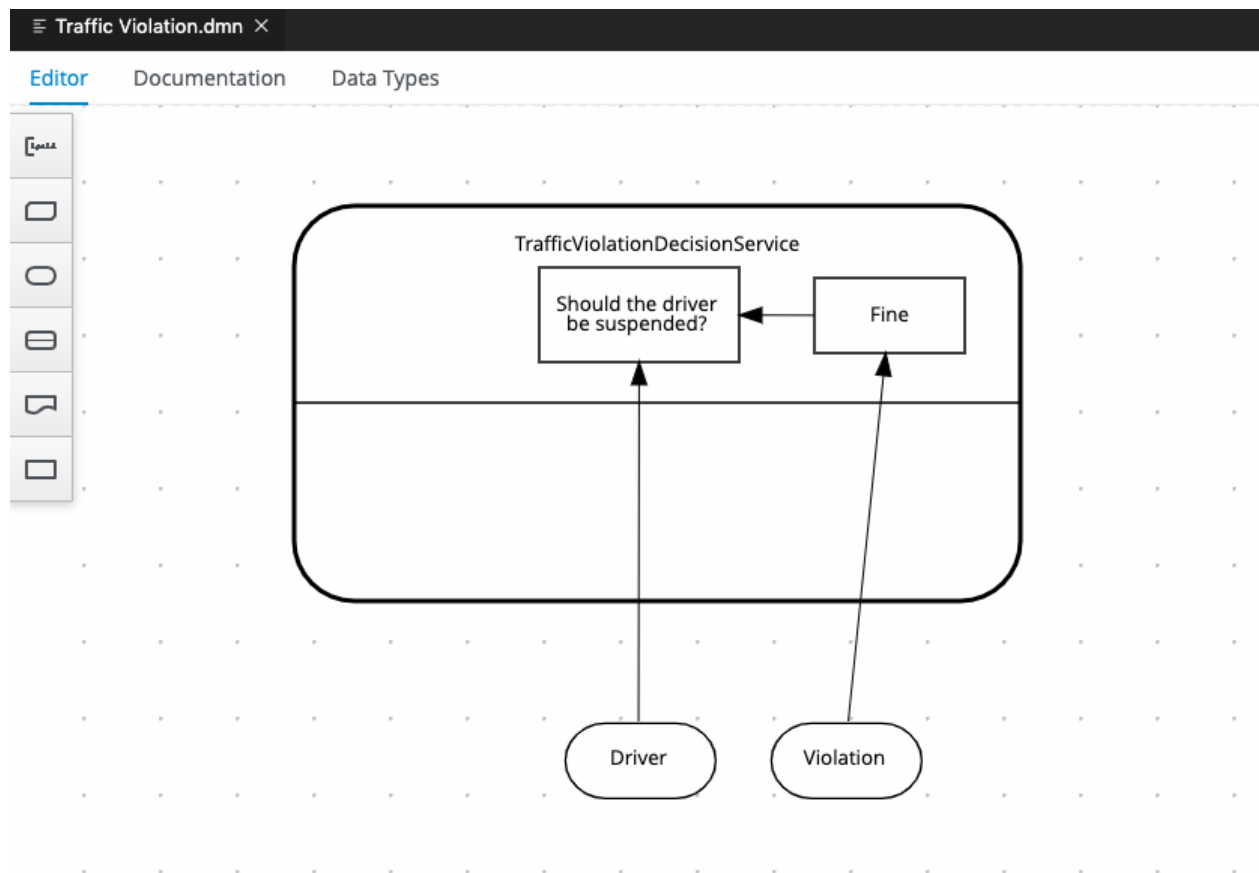 Traffic Violation.dmn
Editor Documentation Data Types
TrafficViolationDecisionService
Should the driver
be suspended?
Fine
Driver
Violation